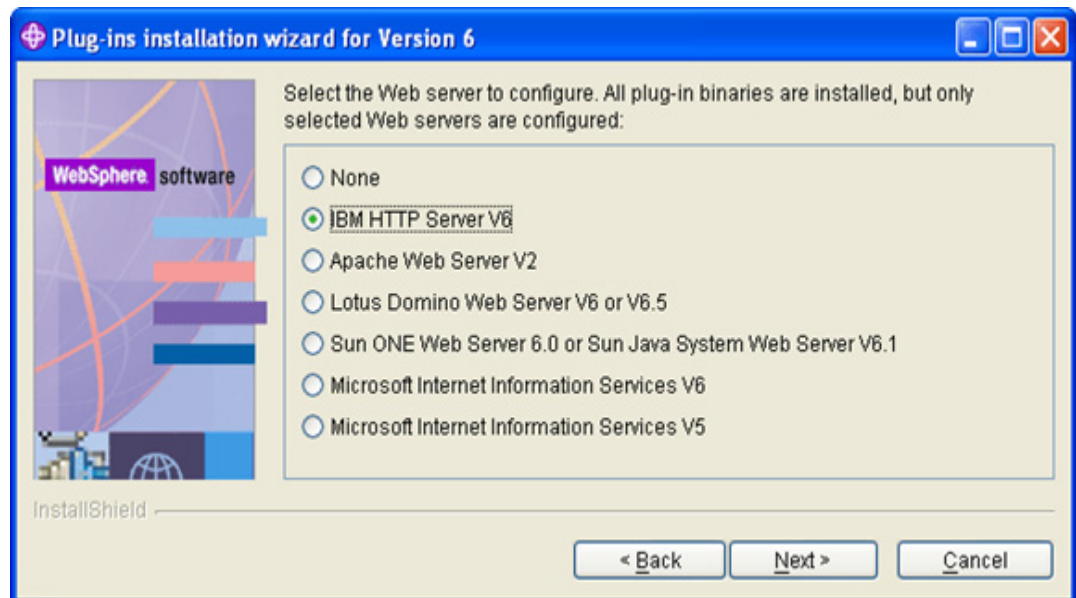 Plug-ins installation wizard for Version 6
Select the Web server to configure. All plug-in binaries are installed, but only
selected Web servers are configured:
WebSphere software
None
IBM HTTP Server V6
Apache Web Server V2
Lotus Domino Web Server V6 or V6.5
Sun ONE Web Server 6.0 or Sun Java System Web Server V6.1
Microsoft Internet Information Services V6
Microsoft Internet Information Services V5
InstallShield
< Back
Next >
Cancel